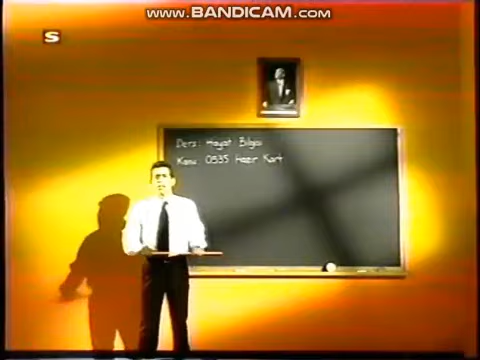 www.BANDICAM.com
S
Ders: Hayat Bilgisi
Konu: 0535 Hazır Kart